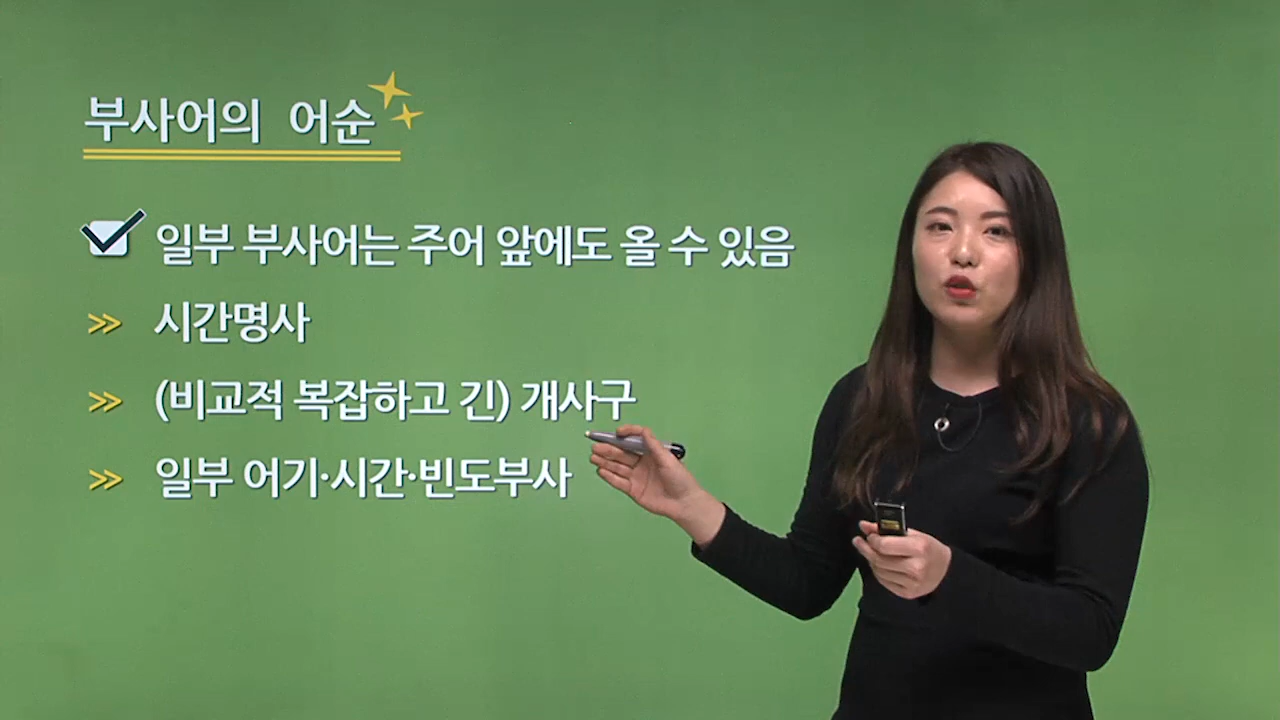 부사어의 어순
일부 부사어는 주어 앞에도 올 수 있음
시간명사
(비교적 복잡하고 긴) 개사구
일부 어기·시간·빈도부사